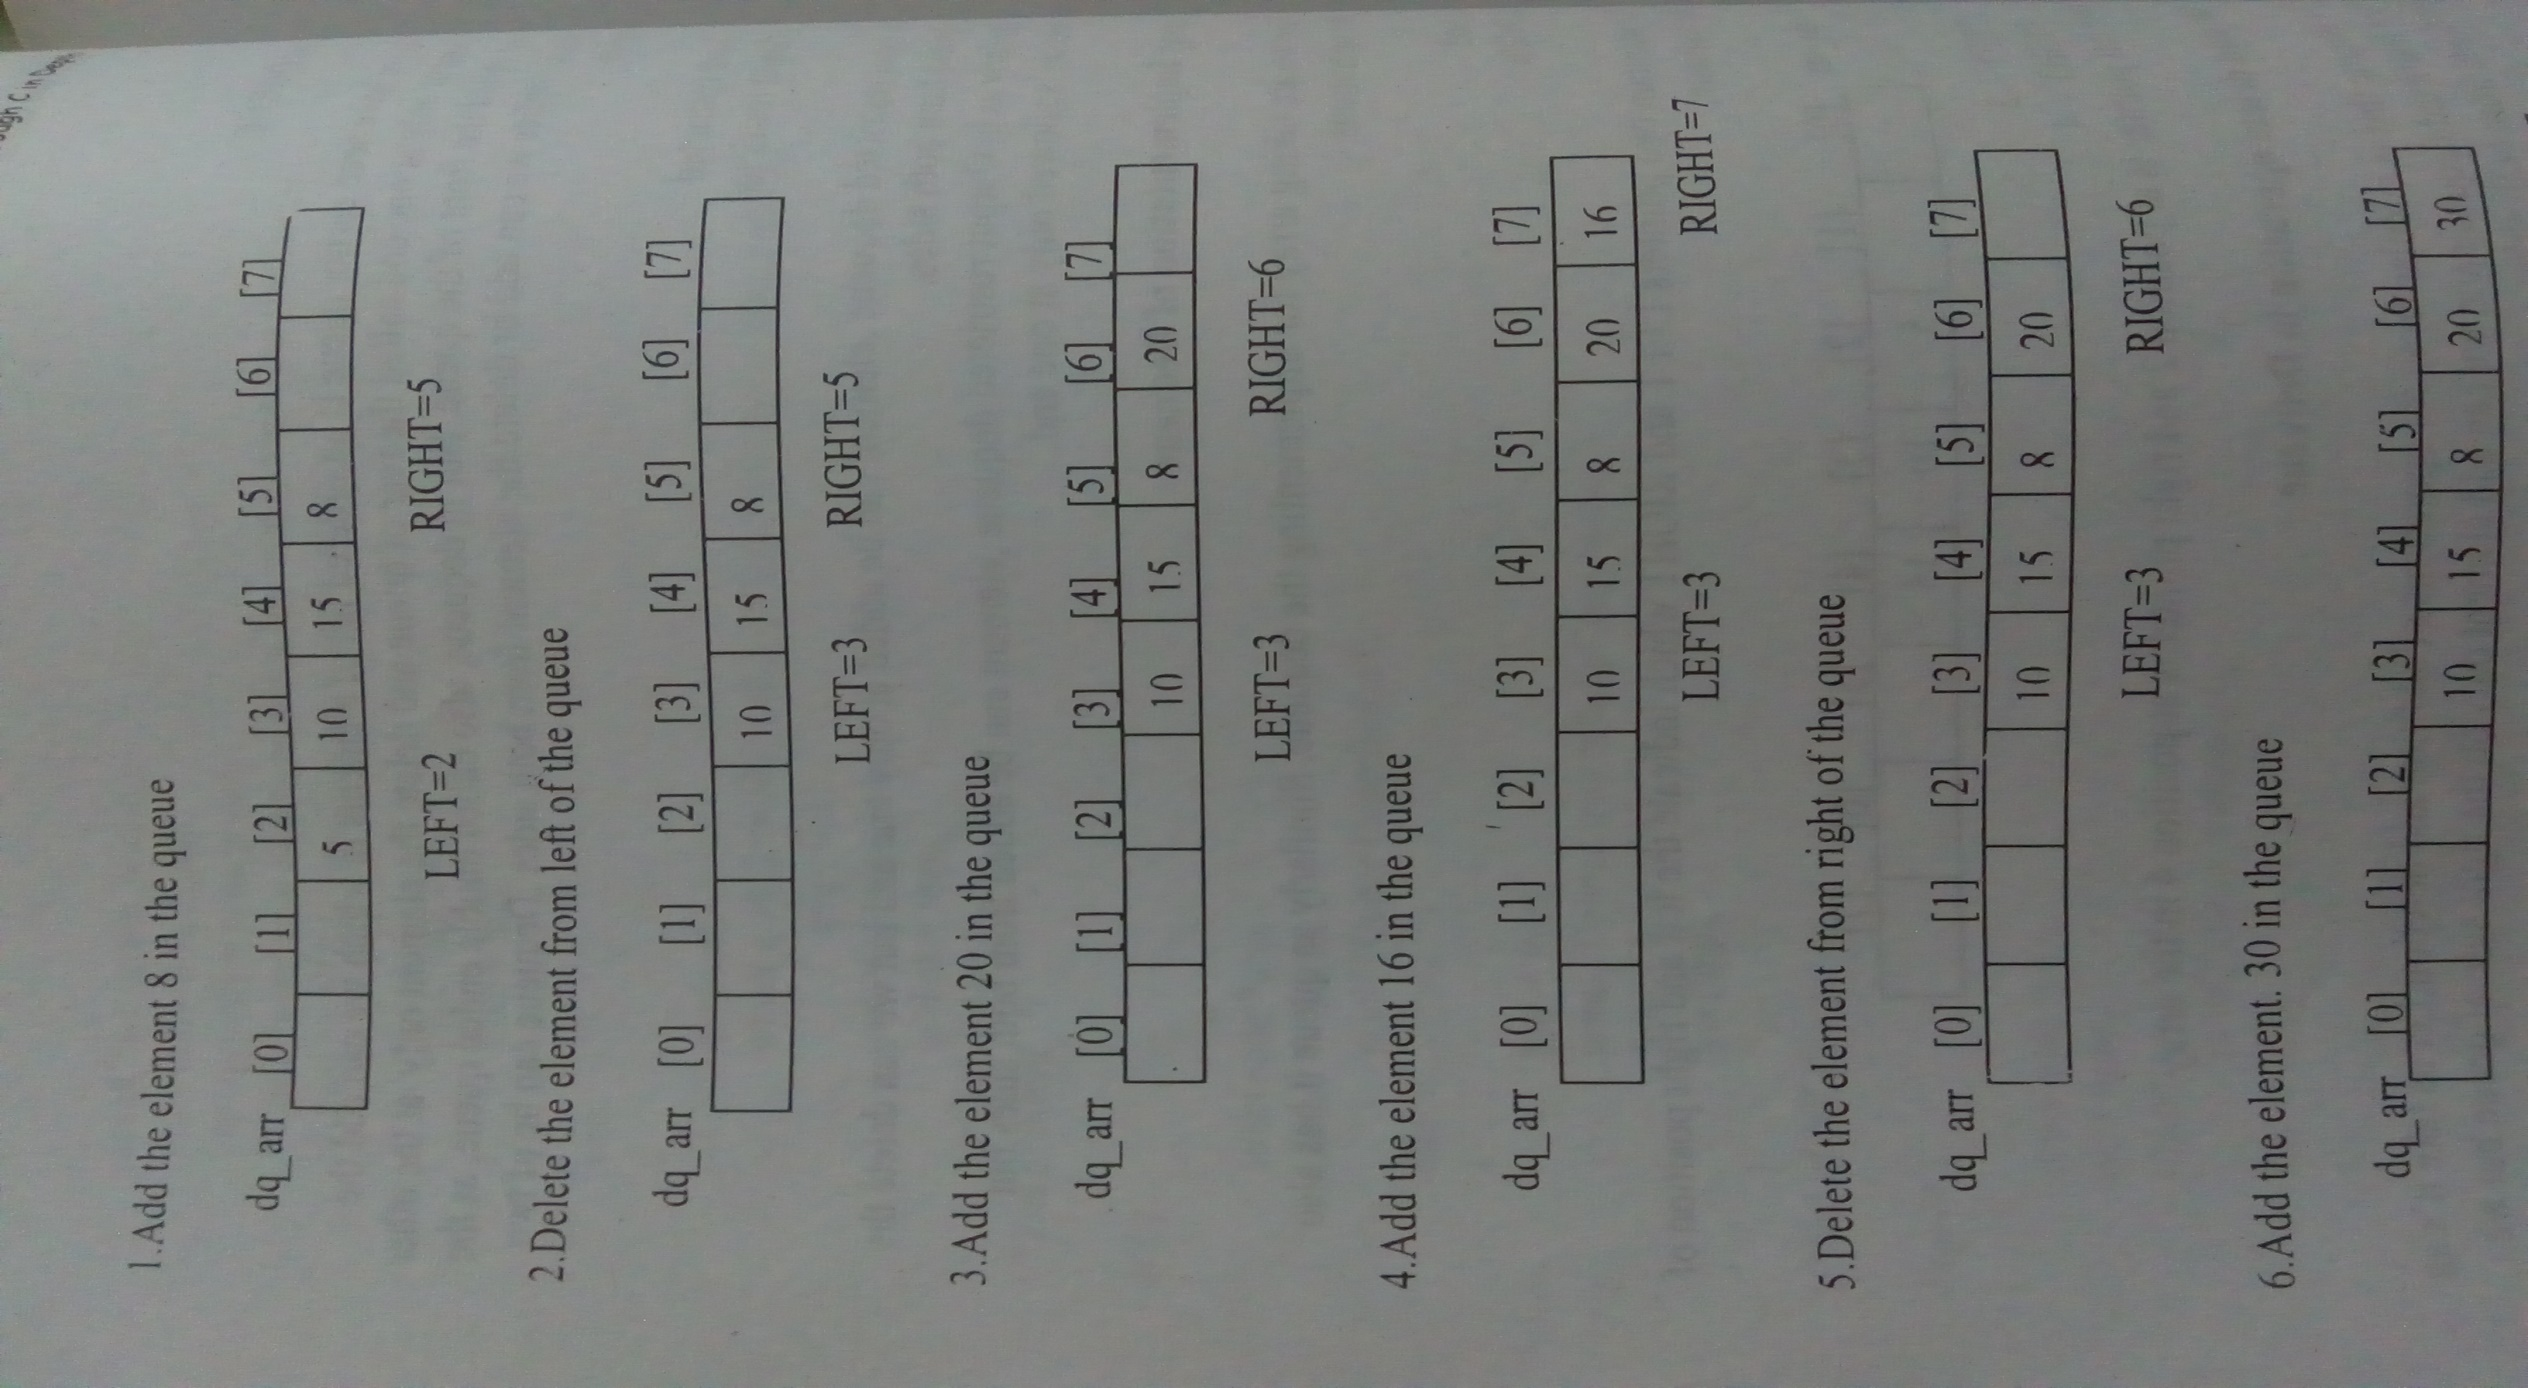 ough C in Dep
1.Add the element 8 in the queue
dq_arr [0] [1] [2] [3] [4] [5] [6] [7]
5 10 15 8
LEFT=2 RIGHT=5
2.Delete the element from left of the queue
dq_arr [0] [1] [2] [3] [4] [5] [6] [7]
10 15 8
LEFT=3 RIGHT=5
3.Add the element 20 in the queue
dq_arr [0] [1] [2] [3] [4] [5] [6] [7]
10 15 8 20
LEFT=3 RIGHT=6
4.Add the element 16 in the queue
dq_arr [0] [1] [2] [3] [4] [5] [6] [7]
10 15 8 20 16
LEFT=3 RIGHT=7
5.Delete the element from right of the queue
dq_arr [0] [1] [2] [3] [4] [5] [6] [7]
10 15 8 20
LEFT=3 RIGHT=6
6.Add the element. 30 in the queue
dq_arr [0] [1] [2] [3] [4] [5] [6] [7]
10 15 8 20 30